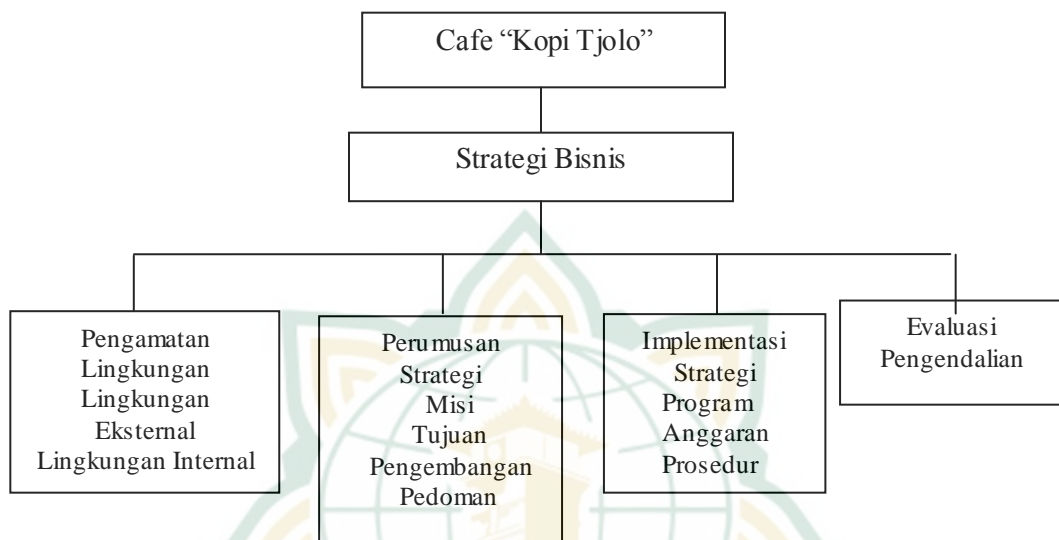 Cafe “Kopi Tjolo”
Strategi Bisnis
Pengamatan
Lingkungan
Lingkungan
Eksternal
Lingkungan Internal
Perumusan
Strategi
Misi
Tujuan
Pengembangan
Pedoman
Implementasi
Strategi
Program
Anggaran
Prosedur
Evaluasi
Pengendalian